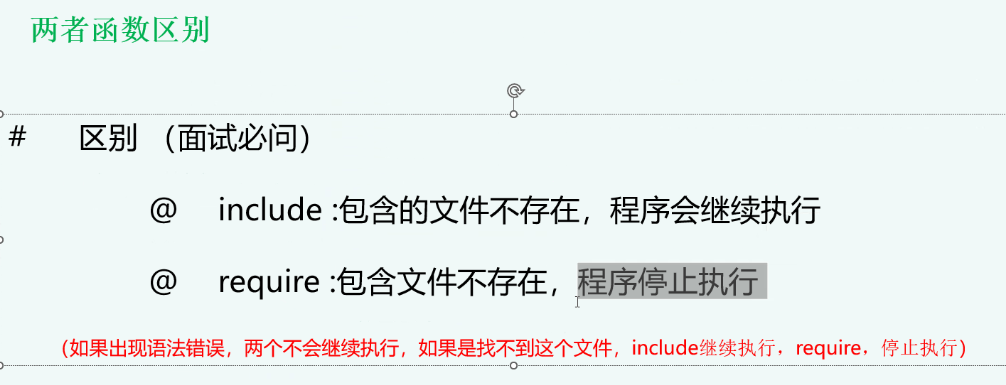 两者函数区别
# 区别 （面试必问）
@ include :包含的文件不存在，程序会继续执行
@ require :包含文件不存在，程序停止执行
（如果出现语法错误，两个不会继续执行，如果是找不到这个文件，include继续执行，require，停止执行）